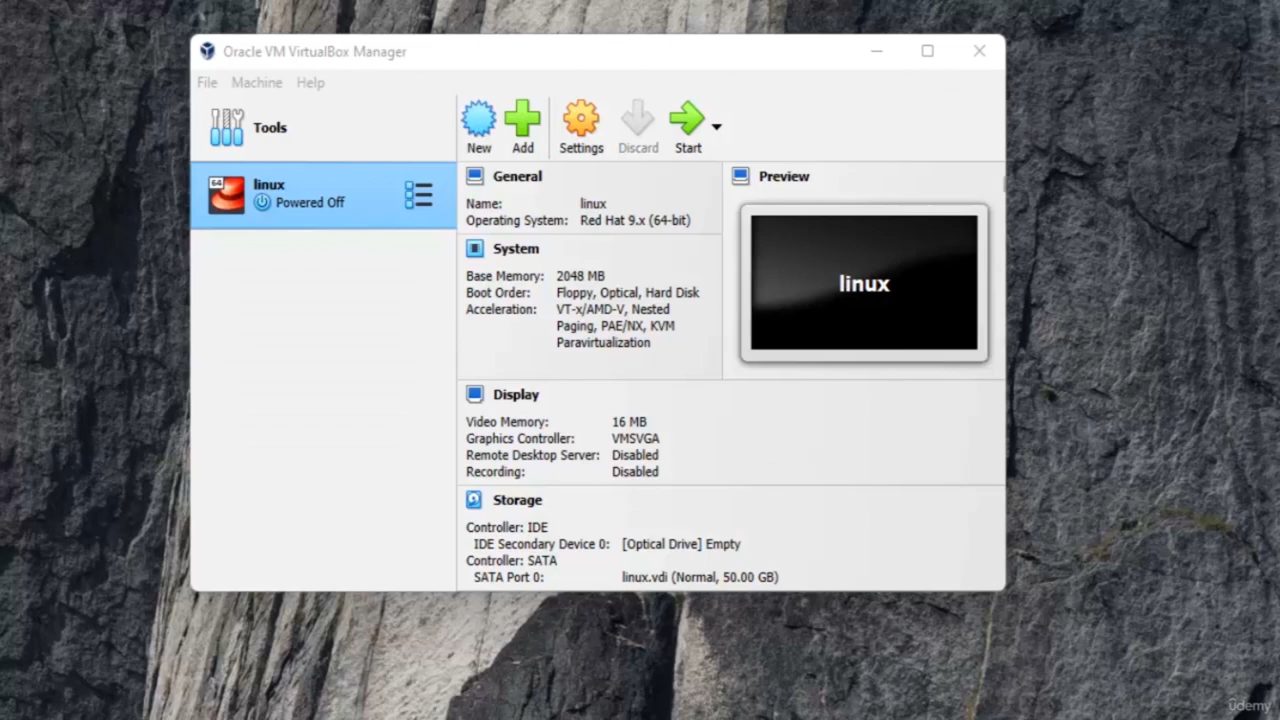 Oracle VM VirtualBox Manager
File Machine Help
Tools
New Add Settings Discard Start
64
linux
Powered Off
General
Name: linux
Operating System: Red Hat 9.x (64-bit)
System
Base Memory: 2048 MB
Boot Order: Floppy, Optical, Hard Disk
Acceleration: VT-x/AMD-V, Nested
Paging, PAE/NX, KVM
Paravirtualization
Preview
linux
Display
Video Memory: 16 MB
Graphics Controller: VMSVGA
Remote Desktop Server: Disabled
Recording: Disabled
Storage
Controller: IDE
IDE Secondary Device 0: [Optical Drive] Empty
Controller: SATA
SATA Port 0: linux.vdi (Normal, 50.00 GB)
udemy